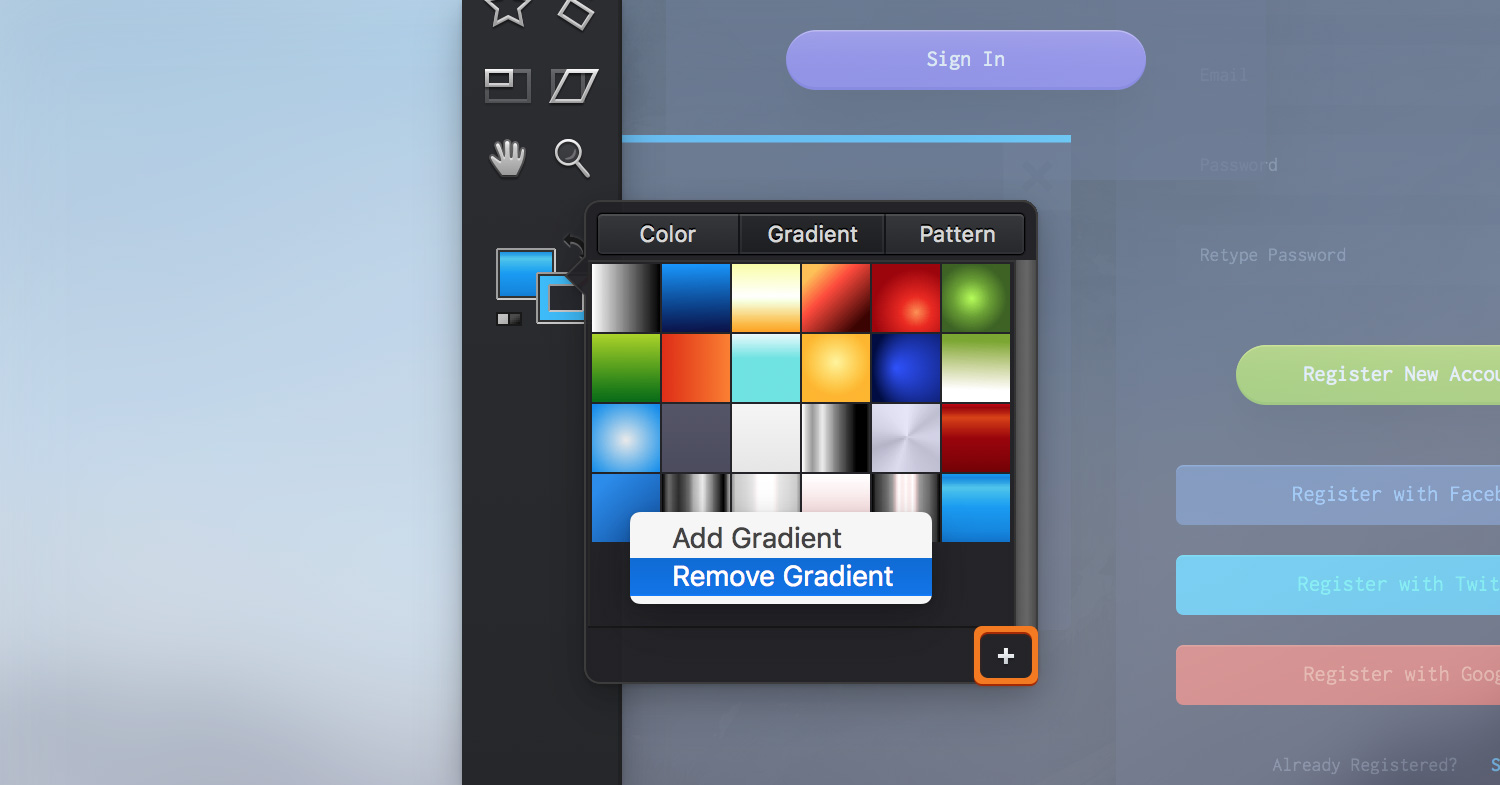 Sign In
Email
Password
Color
Gradient
Pattern
Retype Password
Register New Accou
Register with Faceb
Add Gradient
Remove Gradient
Register with Twit
+
Register with Goog
Already Registered? S